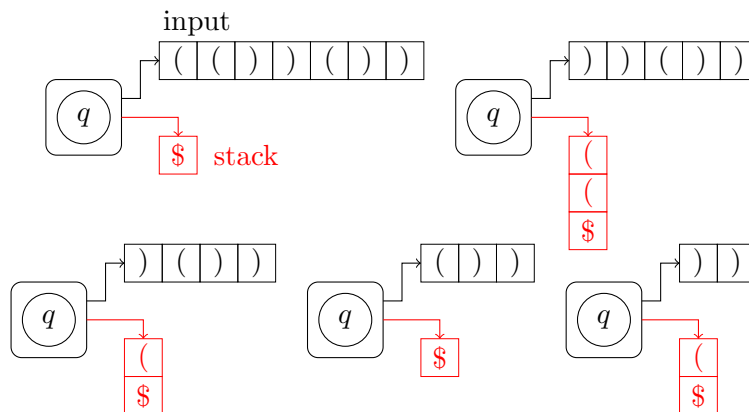 input
q ( ( ) ) ( ) )
$ stack
q ) ) ( ) )
(
(
$
q ) ( ) )
(
$
q ( ) )
$
q ) )
(
$